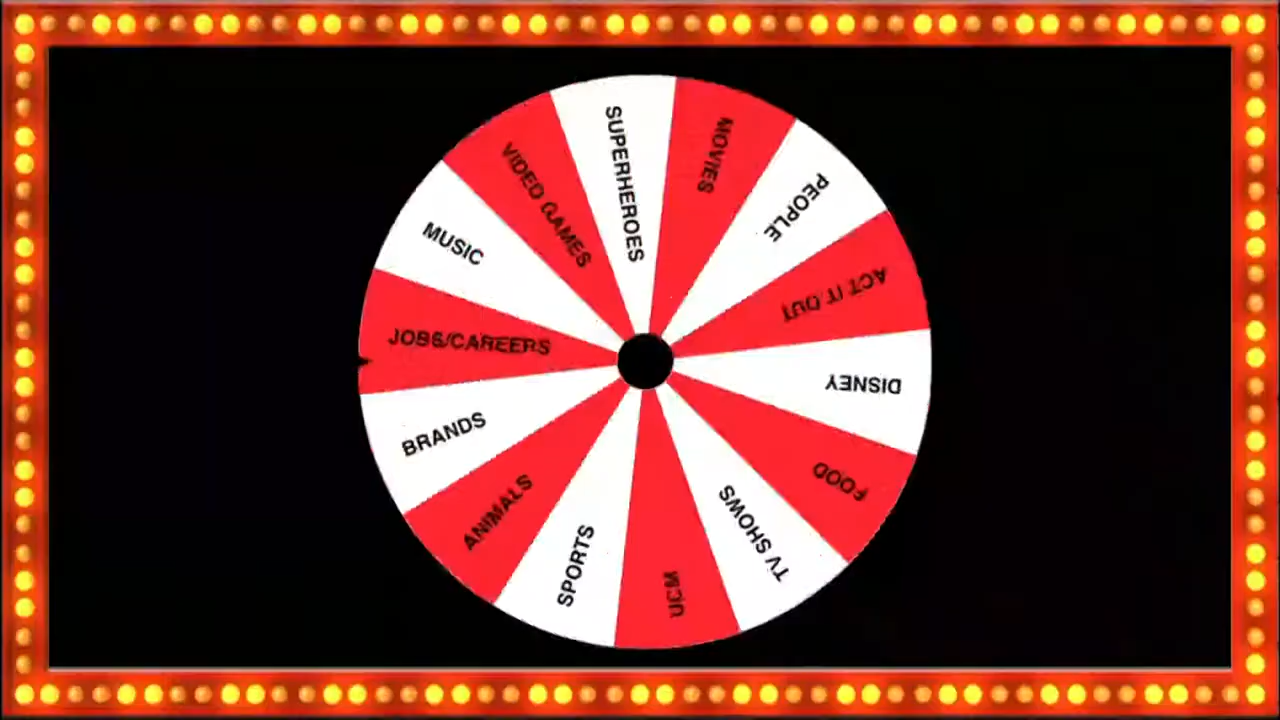 SUPERHEROES
MOVIES
PEOPLE
ACT IT OUT
DISNEY
FOOD
TV SHOWS
UCM
SPORTS
ANIMALS
BRANDS
JOBS/CAREERS
MUSIC
VIDEO GAMES